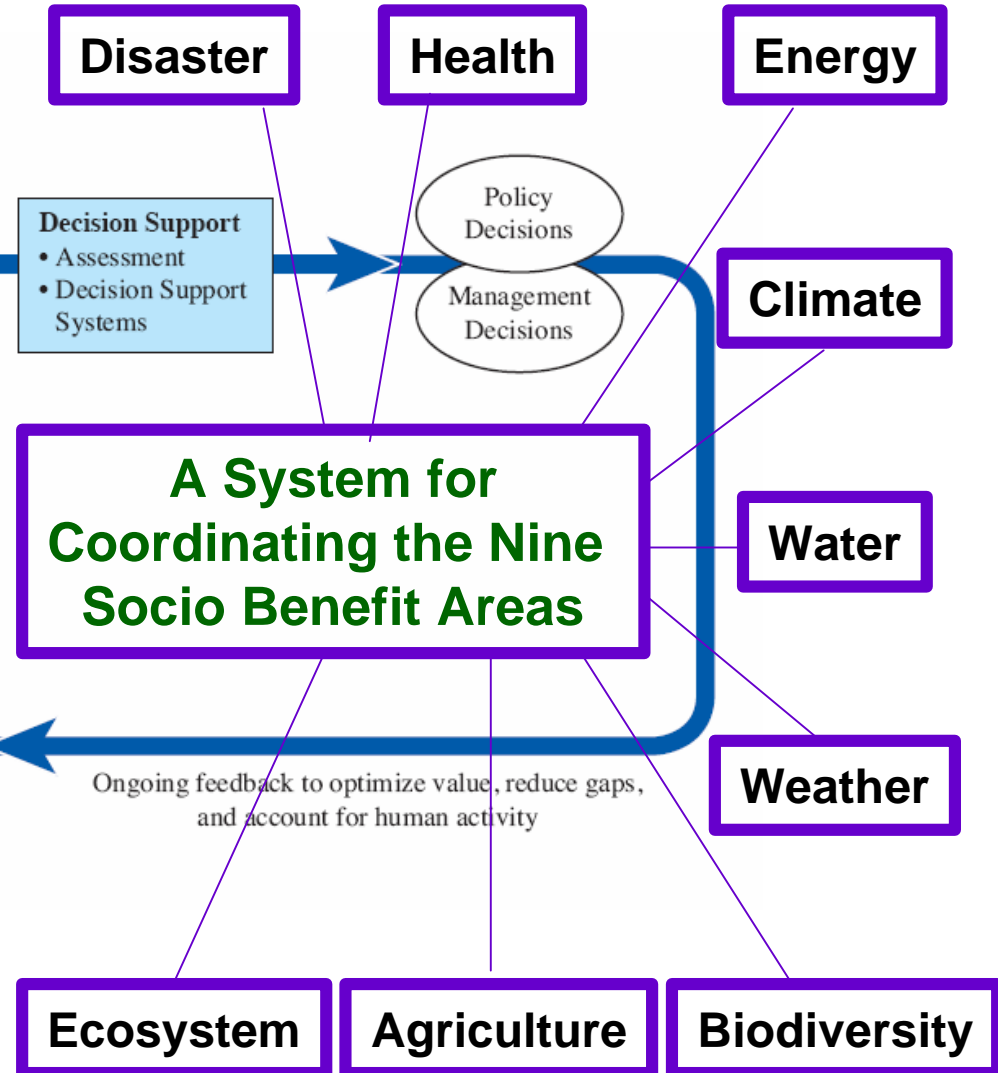 Disaster
Health
Energy
Policy
Decisions
Decision Support
• Assessment
• Decision Support
Systems
Management
Decisions
Climate
A System for
Coordinating the Nine
Socio Benefit Areas
Water
Weather
Ongoing feedback to optimize value, reduce gaps,
and account for human activity
Ecosystem
Agriculture
Biodiversity